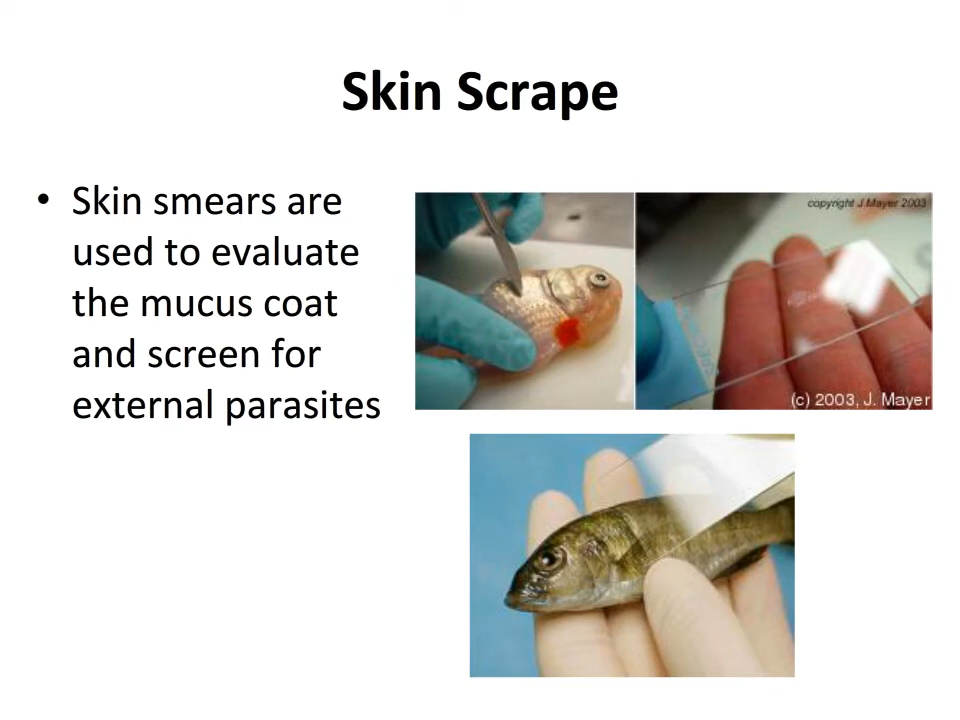 Skin Scrape
• Skin smears are
used to evaluate
the mucus coat
and screen for
external parasites
copyright J.Mayer 2003
(c) 2003, J. Mayer